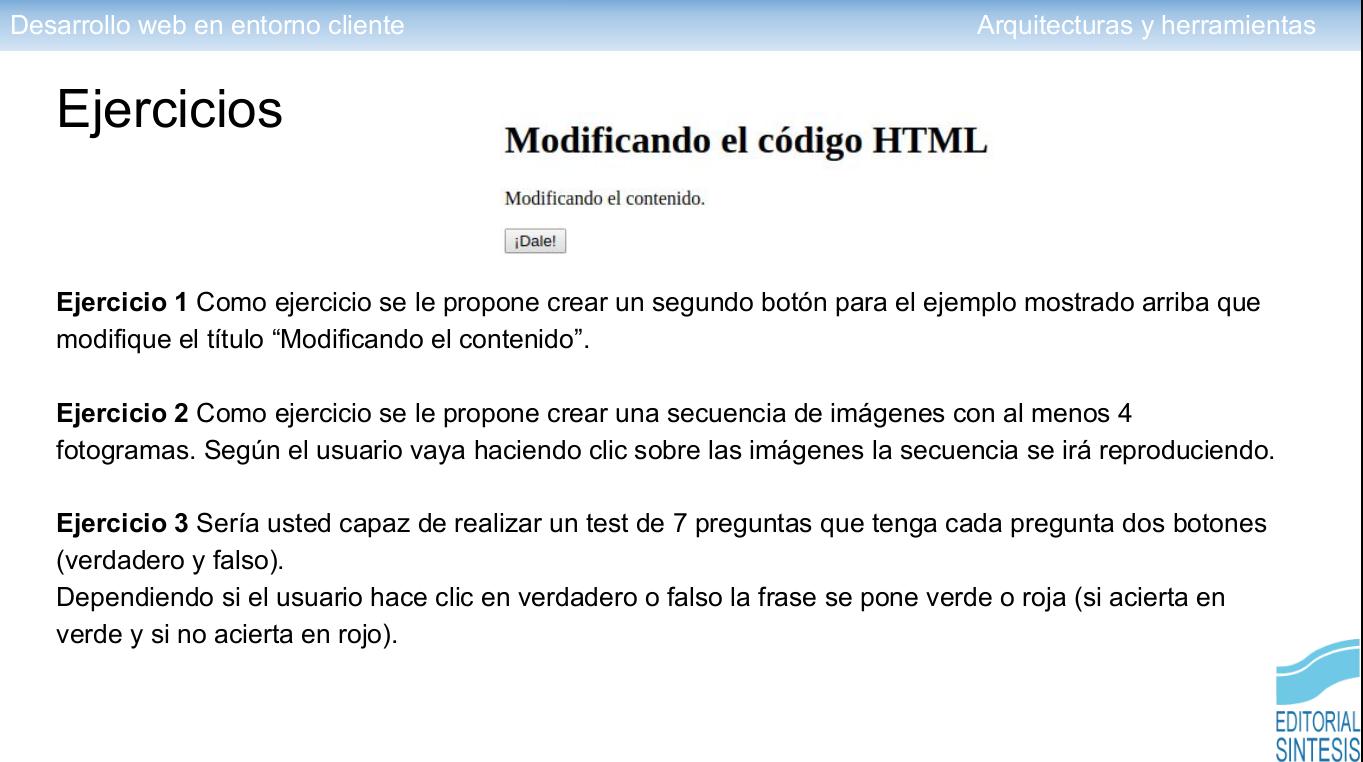 Desarrollo web en entorno cliente
Arquitecturas y herramientas
Ejercicios
Modificando el código HTML
Modificando el contenido.
¡Dale!
Ejercicio 1 Como ejercicio se le propone crear un segundo botón para el ejemplo mostrado arriba que
modifique el título “Modificando el contenido”.
Ejercicio 2 Como ejercicio se le propone crear una secuencia de imágenes con al menos 4
fotogramas. Según el usuario vaya haciendo clic sobre las imágenes la secuencia se irá reproduciendo.
Ejercicio 3 Sería usted capaz de realizar un test de 7 preguntas que tenga cada pregunta dos botones
(verdadero y falso).
Dependiendo si el usuario hace clic en verdadero o falso la frase se pone verde o roja (si acierta en
verde y si no acierta en rojo).
EDITORIAL
SINTESIS